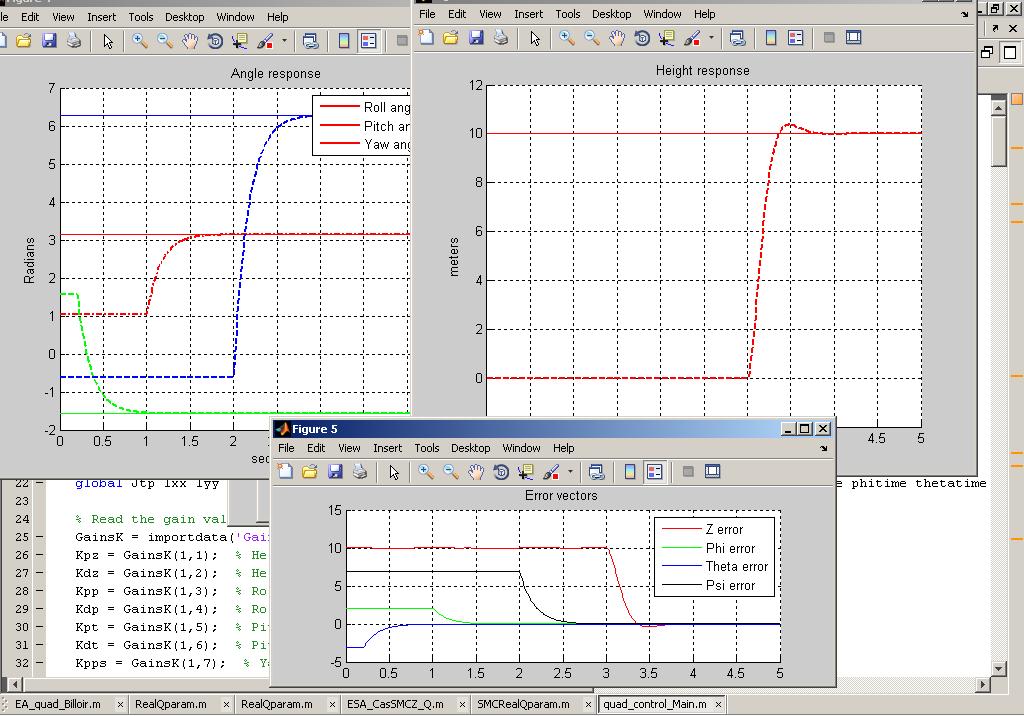 Edit View Insert Tools Desktop Window Help
File Edit View Insert Tools Desktop Window Help
Angle response
7
6
5
4
3
2
1
0
-1
-2
Radians
0 0.5 1 1.5 2
sec
Roll ang
Pitch an
Yaw ang
Height response
12
10
8
6
4
2
0
meters
4.5 5
Figure 5
File Edit View Insert Tools Desktop Window Help
Error vectors
15
10
5
0
-5
0 0.5 1 1.5 2 2.5 3 3.5 4 4.5 5
Z error
Phi error
Theta error
Psi error
22 global Jtp Ixx Iyy e phitime thetatime
23
24 % Read the gain val
25 GainsK = importdata('Gai
26 Kpz = GainsK(1,1); % He
27 Kdz = GainsK(1,2); % He
28 Kpp = GainsK(1,3); % Ro
29 Kdp = GainsK(1,4); % Ro
30 Kpt = GainsK(1,5); % Pi
31 Kdt = GainsK(1,6); % Pi
32 Kpps = GainsK(1,7); % Ya
EA_quad_Billoir.m RealQparam.m RealQparam.m ESA_CasSMCZ_Q.m SMCRealQparam.m quad_control_Main.m